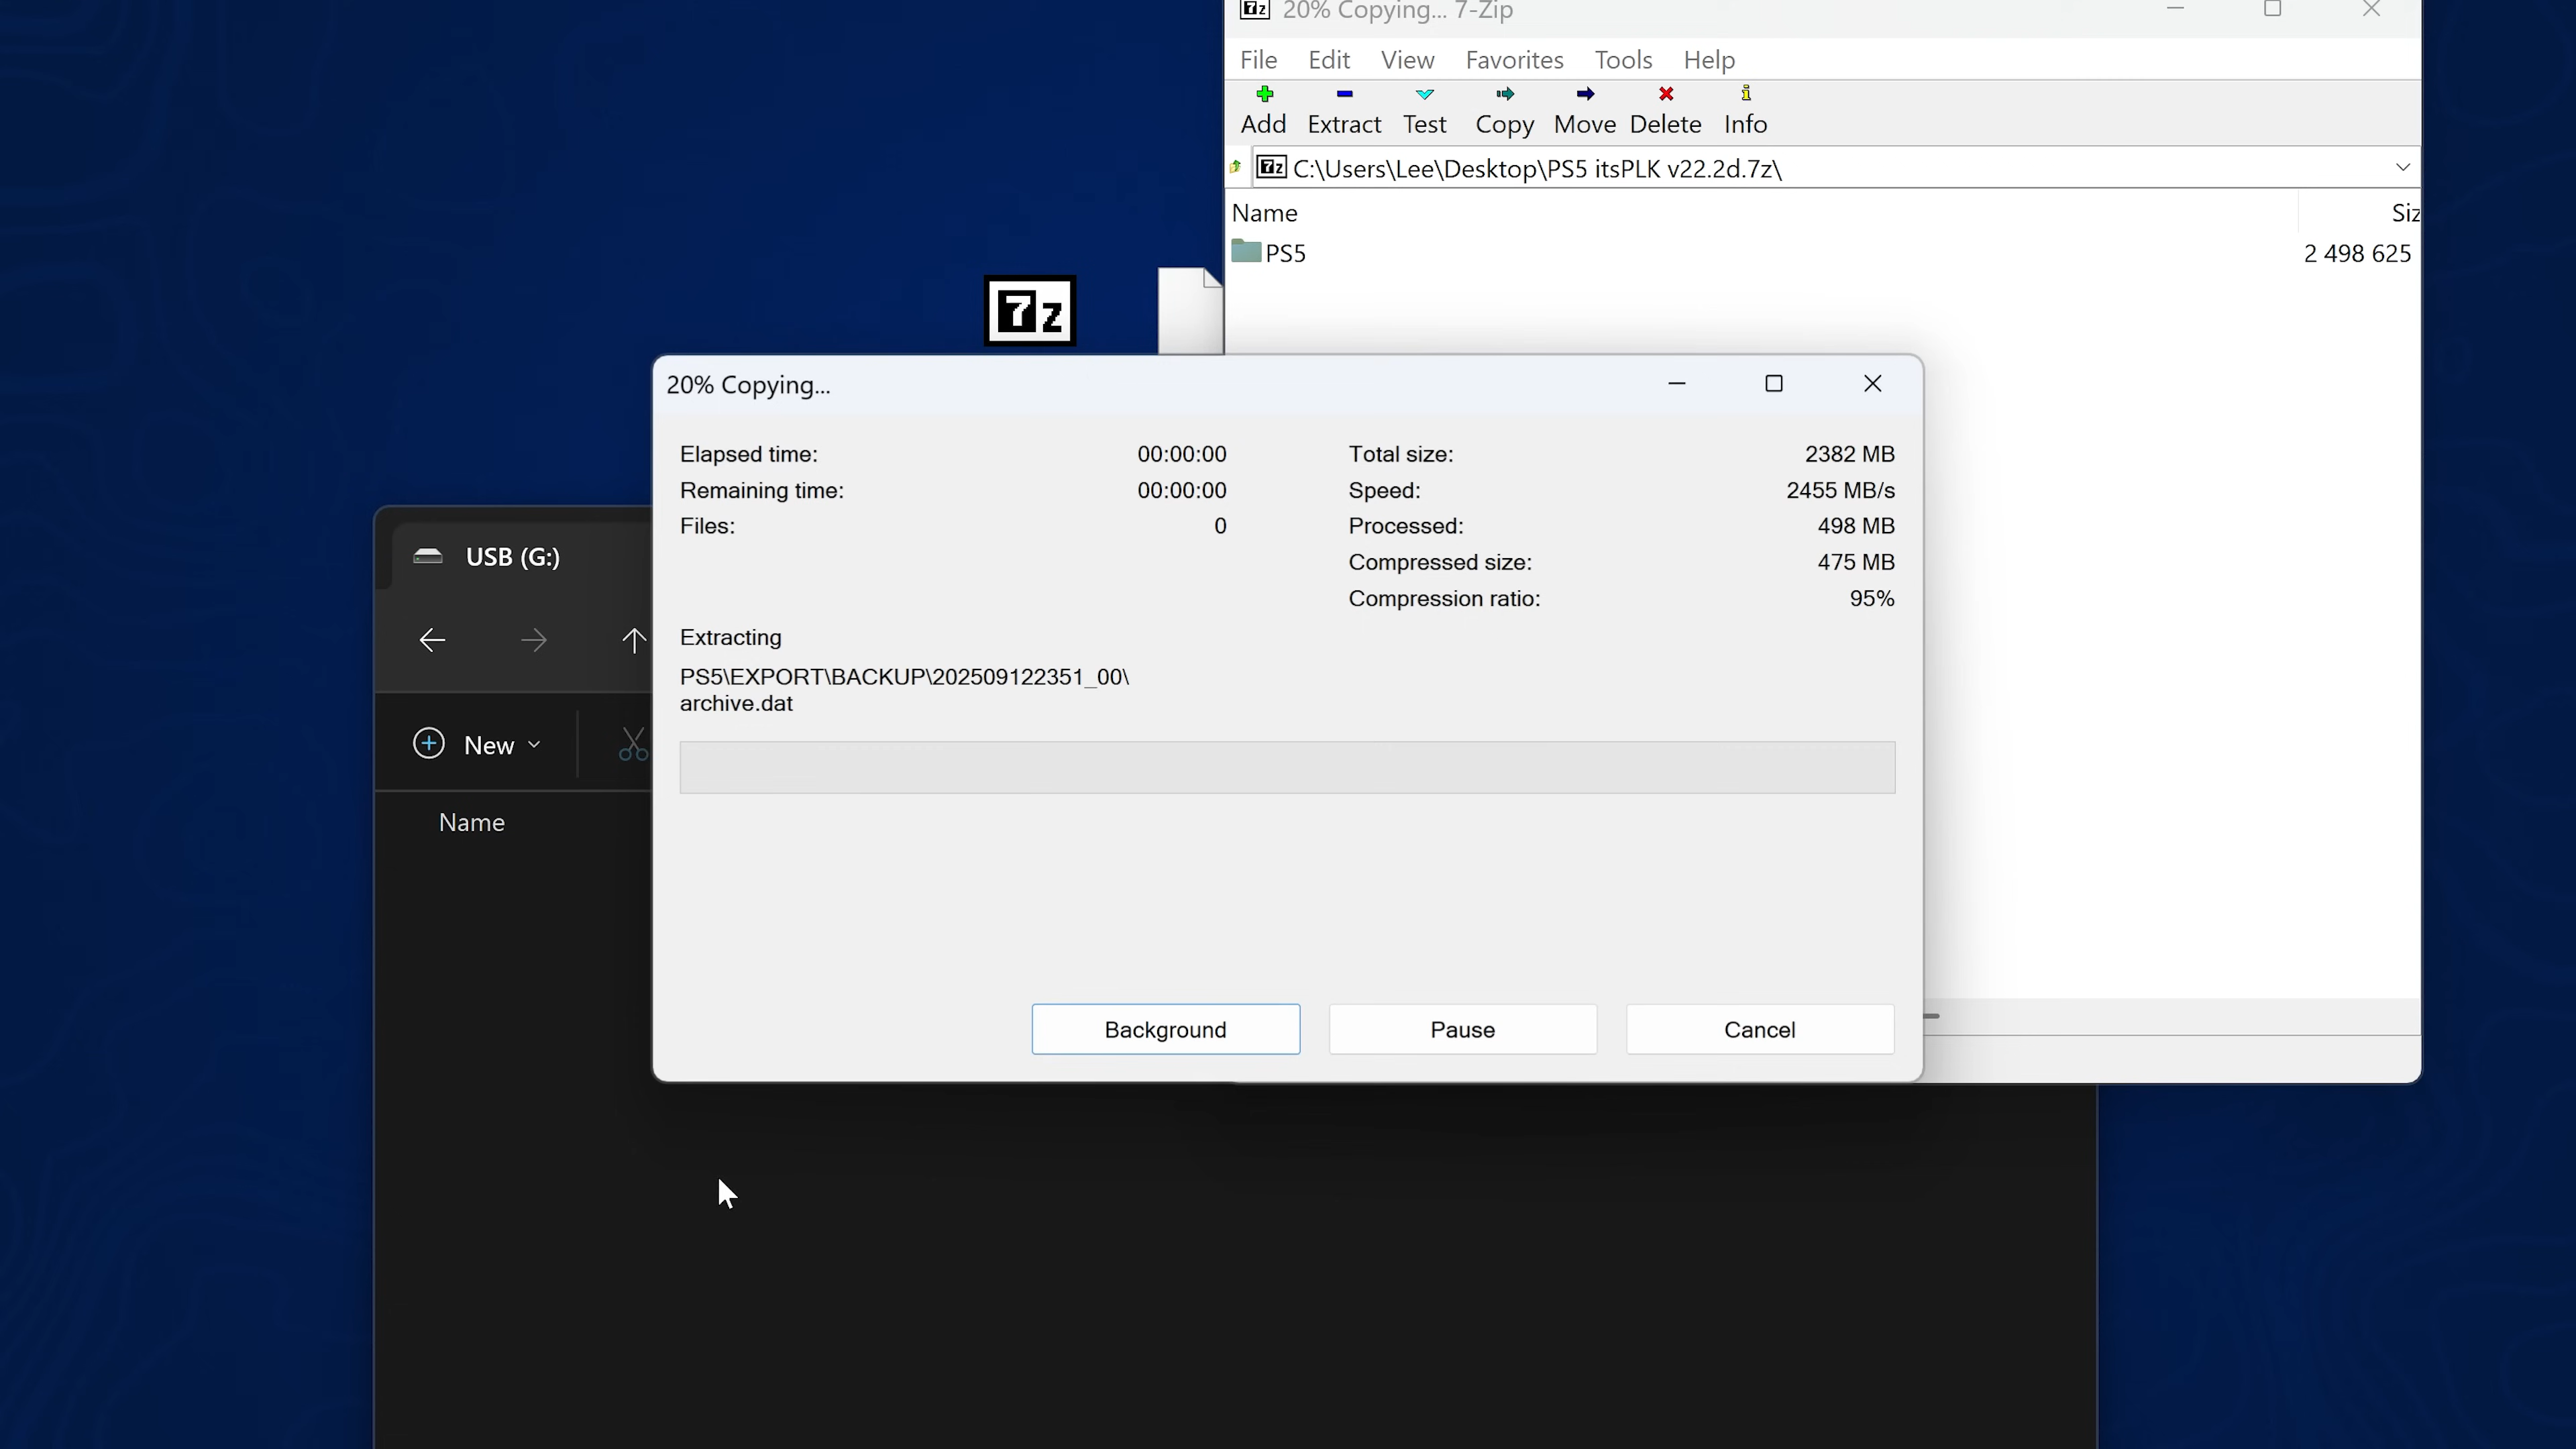 7z 20% Copying... 7-Zip
File Edit View Favorites Tools Help
Add Extract Test Copy Move Delete Info
7z C:\Users\Lee\Desktop\PS5 itsPLK v22.2d.7z\
Name Siz
PS5 2 498 625
7z
20% Copying...
Elapsed time: 00:00:00 Total size: 2382 MB
Remaining time: 00:00:00 Speed: 2455 MB/s
Files: 0 Processed: 498 MB
Compressed size: 475 MB
Compression ratio: 95%
Extracting
PS5\EXPORT\BACKUP\202509122351_00\
archive.dat
Background Pause Cancel
USB (G:)
New
Name